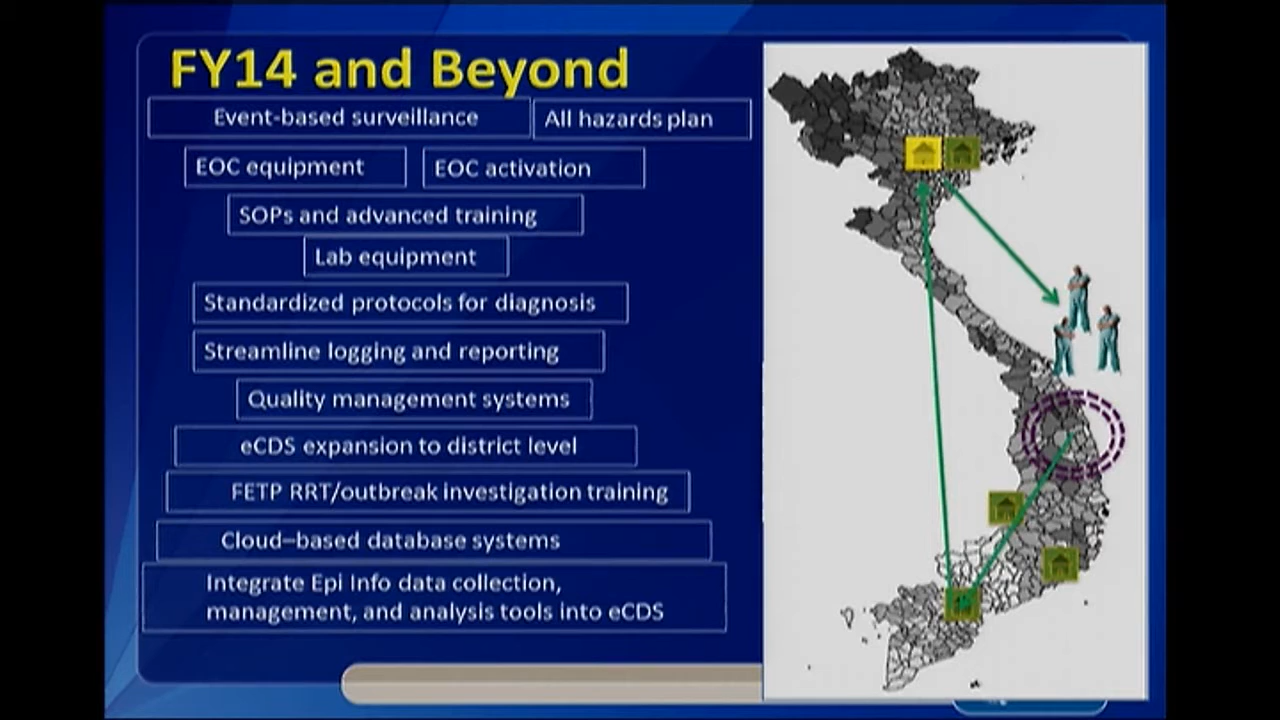 FY14 and Beyond
Event-based surveillance
All hazards plan
EOC equipment
EOC activation
SOPs and advanced training
Lab equipment
Standardized protocols for diagnosis
Streamline logging and reporting
Quality management systems
eCDS expansion to district level
FETP RRT/outbreak investigation training
Cloud–based database systems
Integrate Epi Info data collection,
management, and analysis tools into eCDS